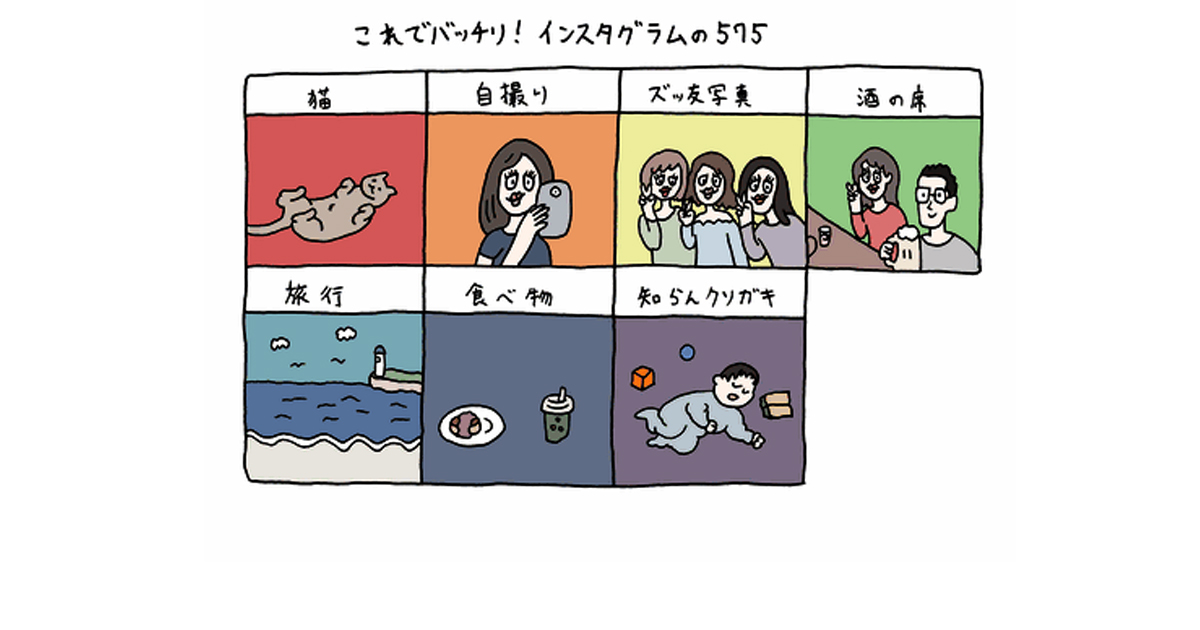 これでバッチリ! インスタグラムの575
猫 自撮り ズッ友写真 酒の席
旅行 食べ物 知らんクソガキ